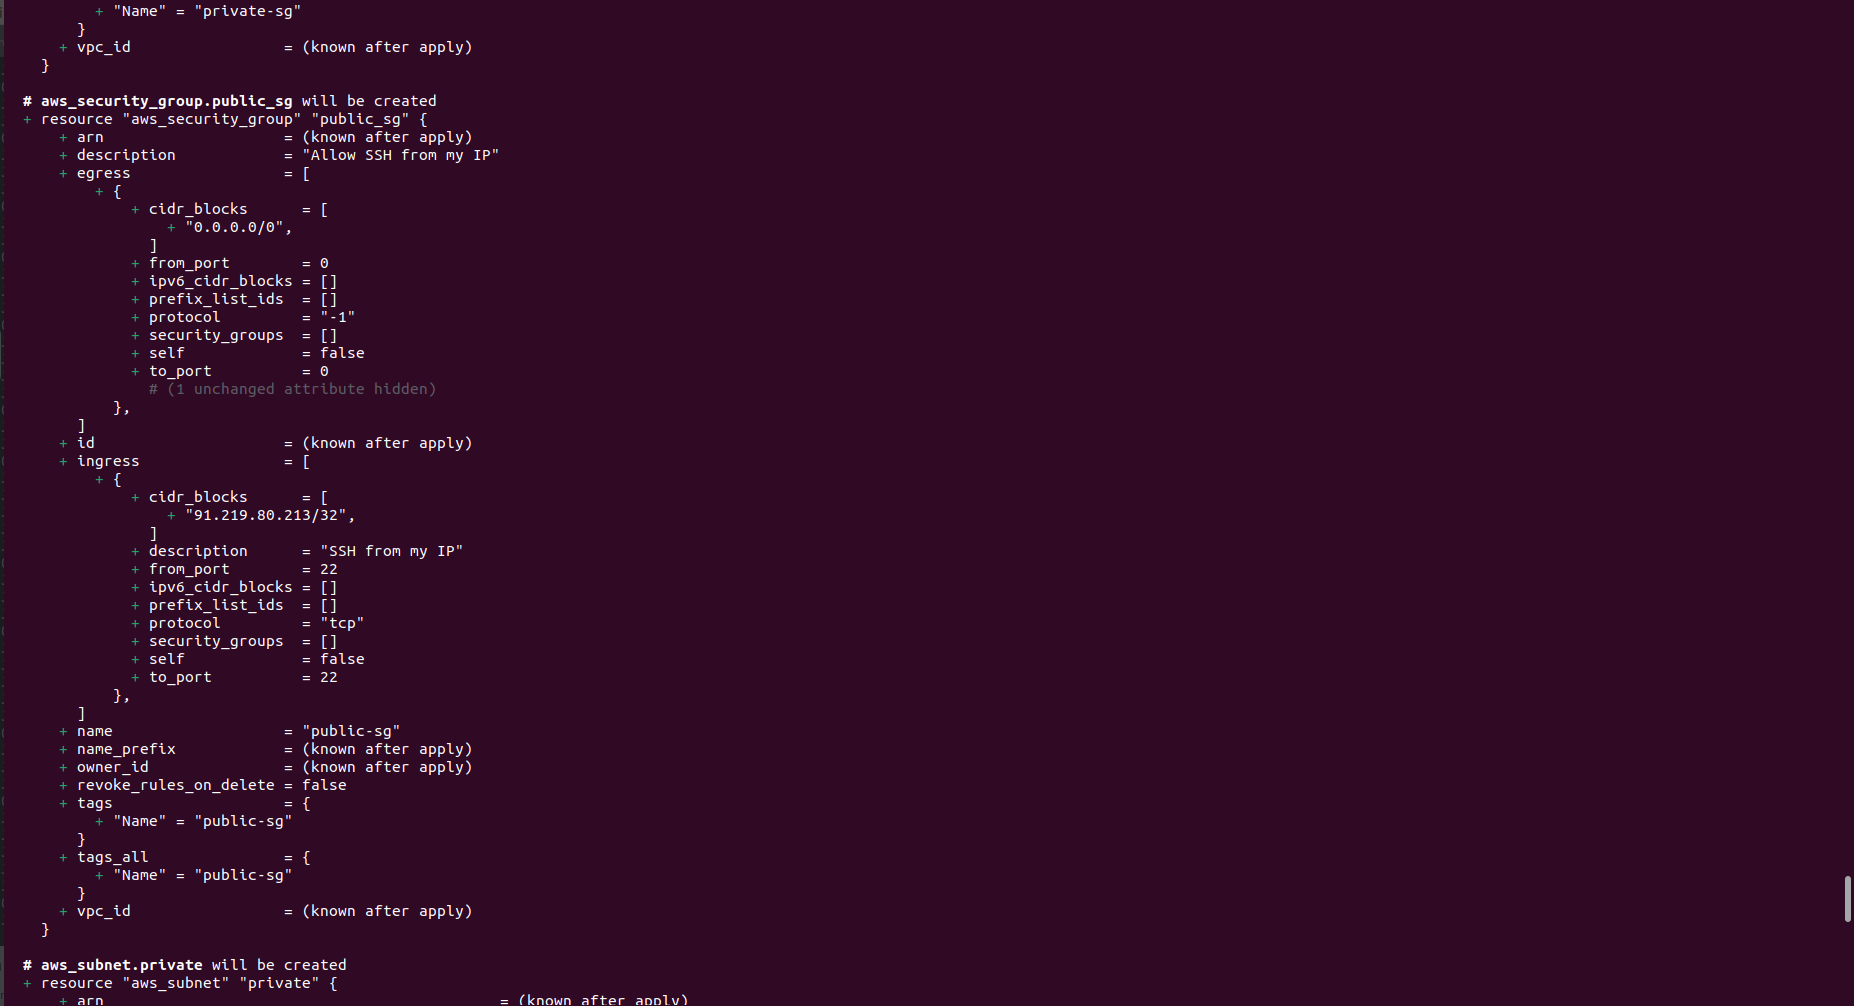 + "Name" = "private-sg"
}
+ vpc_id = (known after apply)
}
# aws_security_group.public_sg will be created
+ resource "aws_security_group" "public_sg" {
+ arn = (known after apply)
+ description = "Allow SSH from my IP"
+ egress = [
+ {
+ cidr_blocks = [
+ "0.0.0.0/0",
]
+ from_port = 0
+ ipv6_cidr_blocks = []
+ prefix_list_ids = []
+ protocol = "-1"
+ security_groups = []
+ self = false
+ to_port = 0
# (1 unchanged attribute hidden)
},
]
+ id = (known after apply)
+ ingress = [
+ {
+ cidr_blocks = [
+ "91.219.80.213/32",
]
+ description = "SSH from my IP"
+ from_port = 22
+ ipv6_cidr_blocks = []
+ prefix_list_ids = []
+ protocol = "tcp"
+ security_groups = []
+ self = false
+ to_port = 22
},
]
+ name = "public-sg"
+ name_prefix = (known after apply)
+ owner_id = (known after apply)
+ revoke_rules_on_delete = false
+ tags = {
+ "Name" = "public-sg"
}
+ tags_all = {
+ "Name" = "public-sg"
}
+ vpc_id = (known after apply)
}
# aws_subnet.private will be created
+ resource "aws_subnet" "private" {
+ arn = (known after apply)